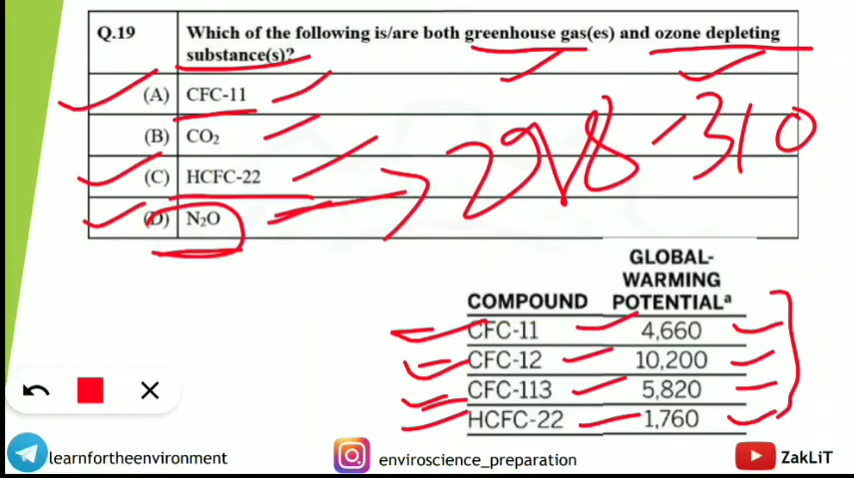 Q.19 Which of the following is/are both greenhouse gas(es) and ozone depleting
substance(s)?
(A) CFC-11
(B) CO₂
(C) HCFC-22
(D) N₂O
298-310
GLOBAL-
WARMING
COMPOUND POTENTIALᵃ
CFC-11 4,660
CFC-12 10,200
CFC-113 5,820
HCFC-22 1,760
learnfortheenvironment enviroscience_preparation ZakLiT